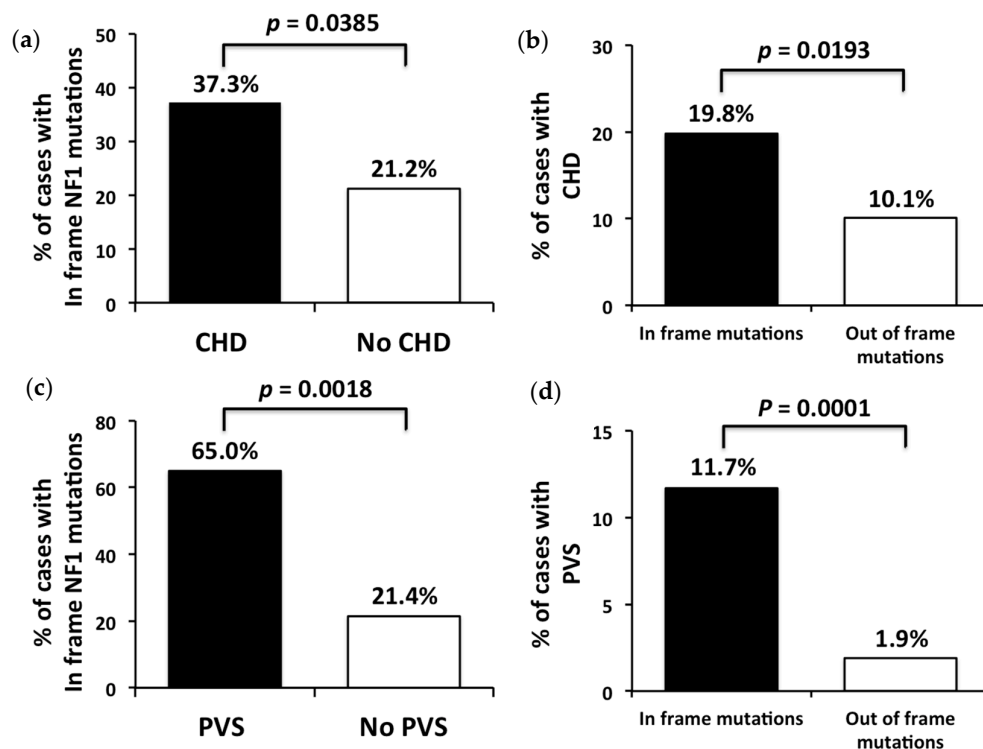 (a)
p = 0.0385
% of cases with
In frame NF1 mutations
50
40
30
20
10
0
37.3%
21.2%
CHD
No CHD
(b)
p = 0.0193
% of cases with
CHD
30
20
10
0
19.8%
10.1%
In frame mutations
Out of frame
mutations
(c)
p = 0.0018
% of cases with
In frame NF1 mutations
80
60
40
20
0
65.0%
21.4%
PVS
No PVS
(d)
P = 0.0001
% of cases with
PVS
15
10
5
0
11.7%
1.9%
In frame mutations
Out of frame
mutations